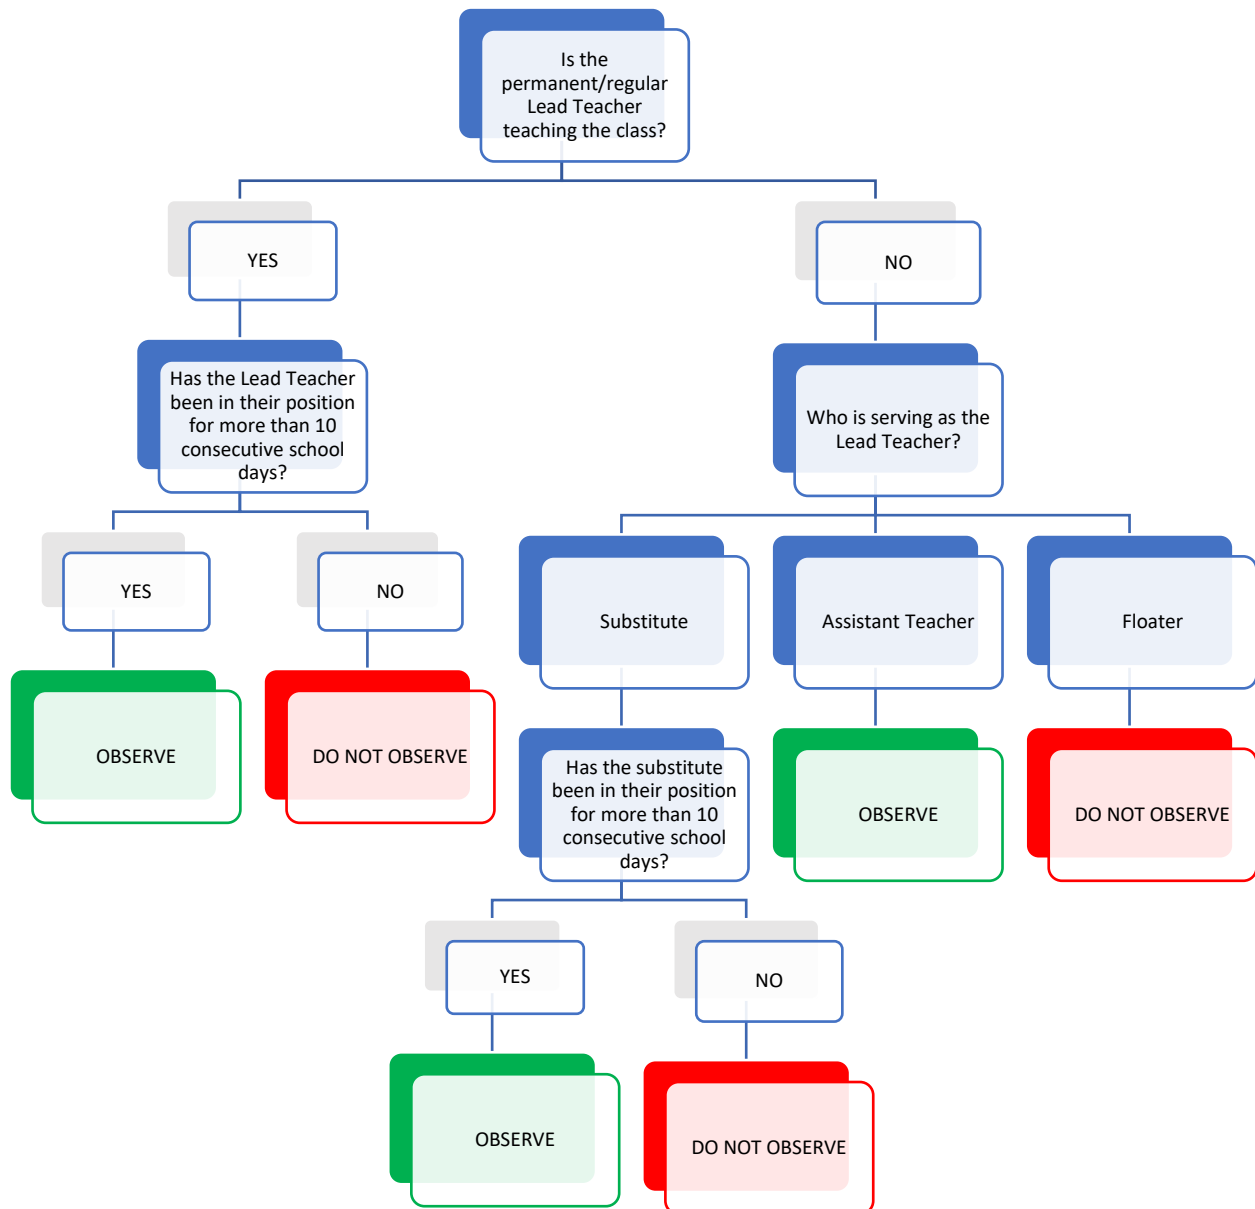 Is the
permanent/regular
Lead Teacher
teaching the class?
YES
NO
Has the Lead Teacher
been in their position
for more than 10
consecutive school
days?
Who is serving as the
Lead Teacher?
YES
NO
Substitute
Assistant Teacher
Floater
OBSERVE
DO NOT OBSERVE
Has the substitute
been in their position
for more than 10
consecutive school
days?
OBSERVE
DO NOT OBSERVE
YES
NO
OBSERVE
DO NOT OBSERVE